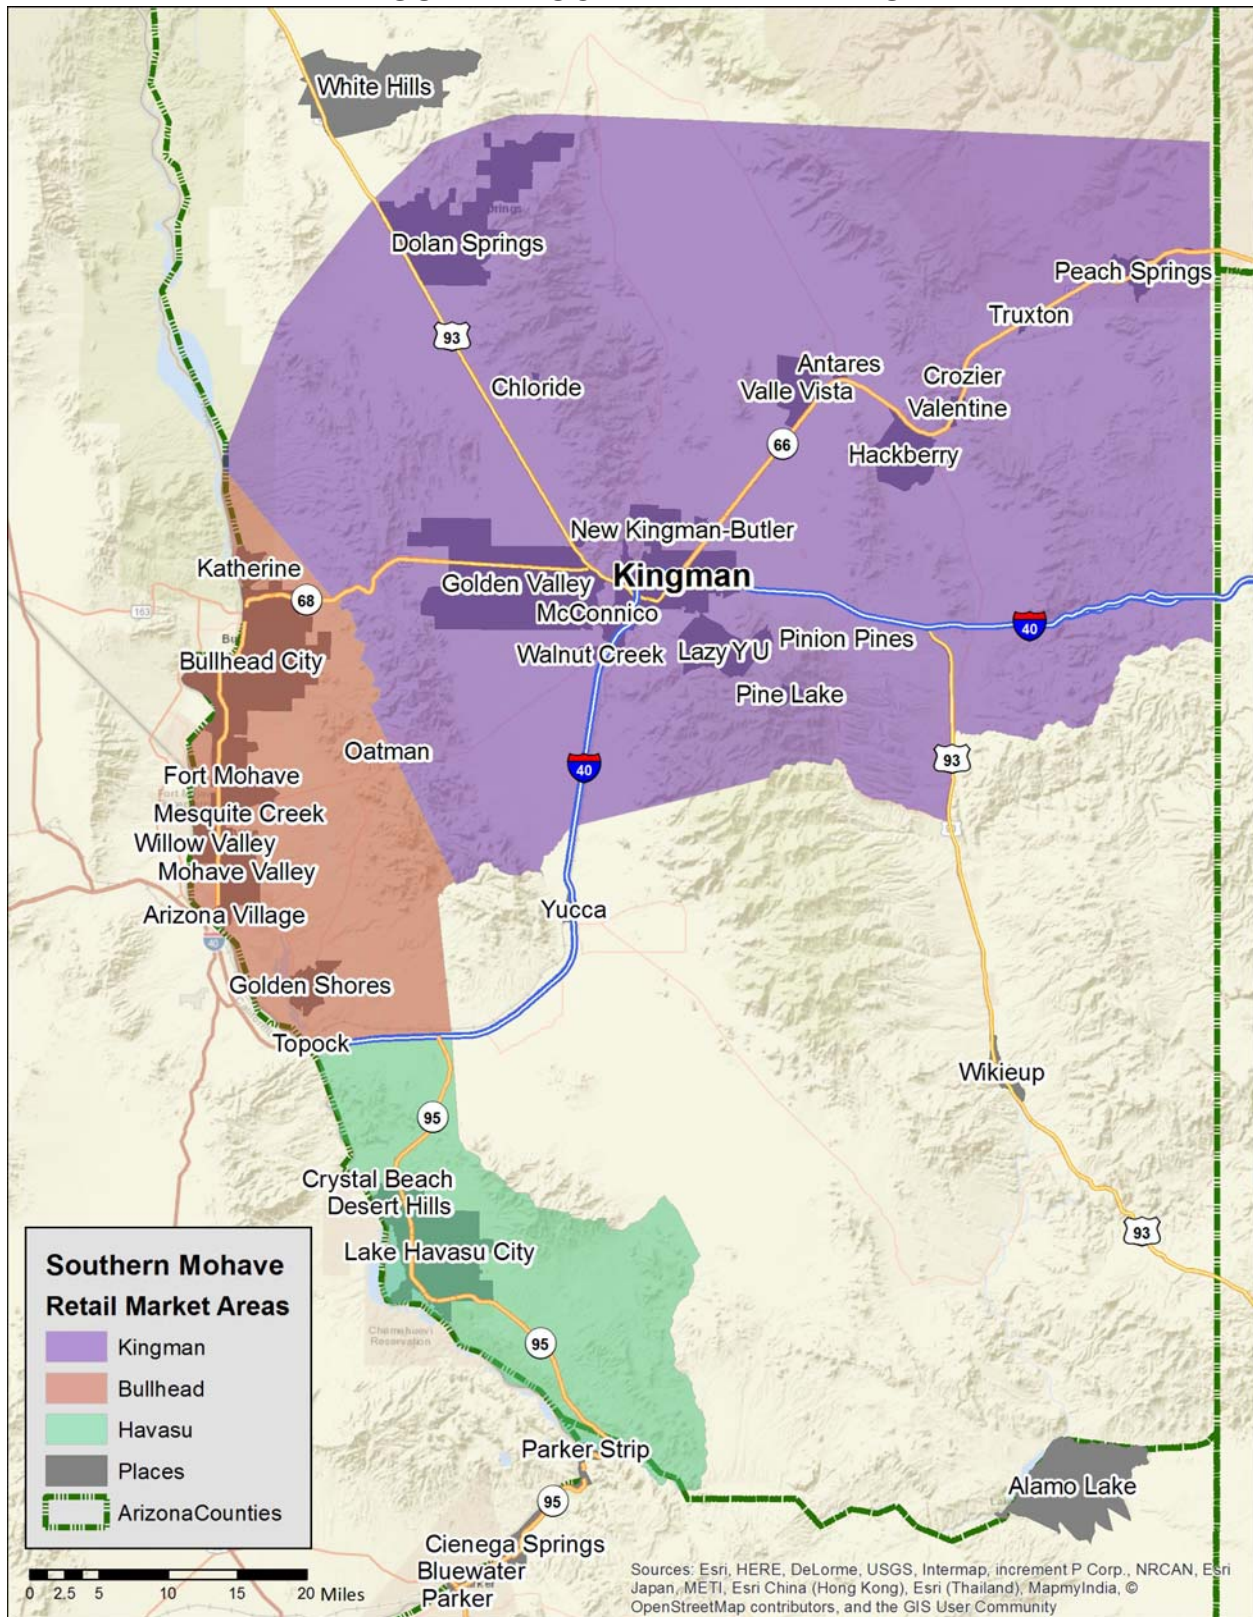 White Hills
Dolan Springs
93
Peach Springs
Truxton
Chloride
Antares
Valle Vista
Crozier
Valentine
66
Hackberry
New Kingman-Butler
Katherine
Golden Valley
Kingman
68
163
McConnico
40
Walnut Creek
Lazy Y U
Pinion Pines
Bullhead City
Pine Lake
Oatman
40
93
Fort Mohave
Mesquite Creek
Willow Valley
Mohave Valley
Arizona Village
Yucca
40
Golden Shores
Topock
Wikieup
95
Crystal Beach
Desert Hills
Lake Havasu City
93
Chemehuevi
Reservation
95
Parker Strip
Alamo Lake
95
Cienega Springs
Bluewater
Parker
Southern Mohave
Retail Market Areas
Kingman
Bullhead
Havasu
Places
ArizonaCounties
0 2.5 5 10 15 20 Miles
Sources: Esri, HERE, DeLorme, USGS, Intermap, increment P Corp., NRCAN, Esri
Japan, METI, Esri China (Hong Kong), Esri (Thailand), MapmyIndia, ©
OpenStreetMap contributors, and the GIS User Community